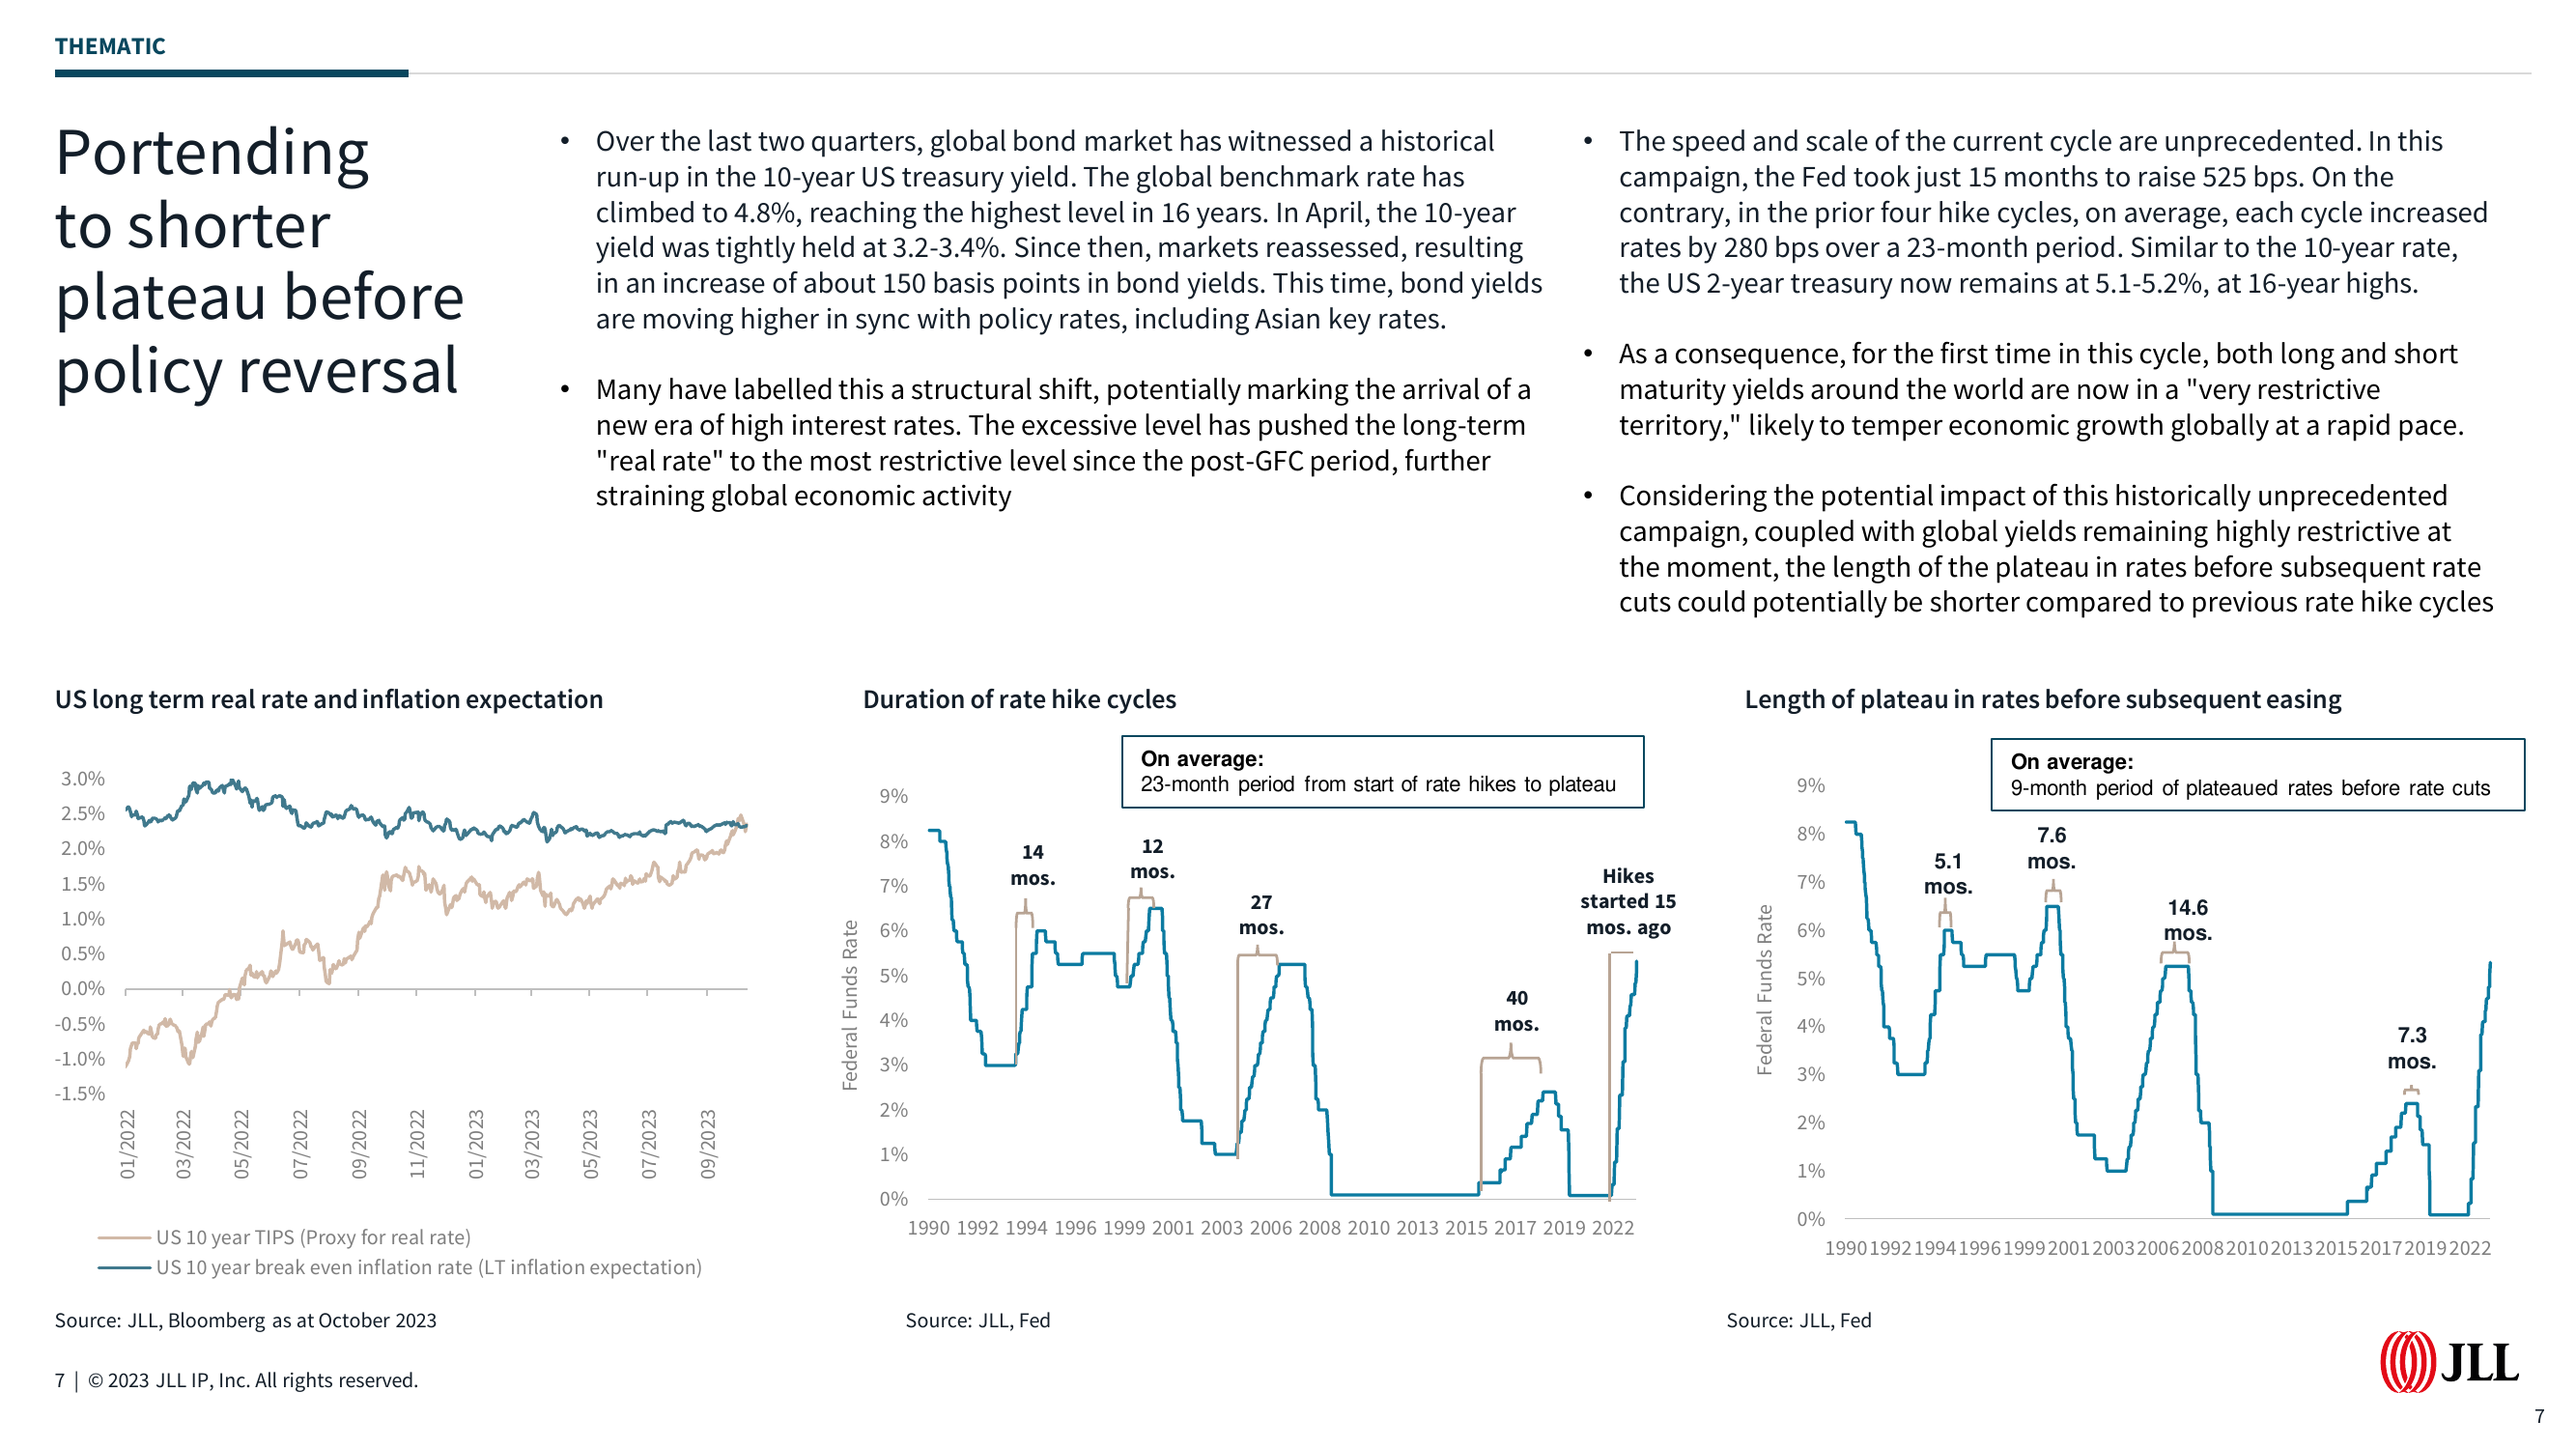 THEMATIC
Portending
to shorter
plateau before
policy reversal
• Over the last two quarters, global bond market has witnessed a historical
run-up in the 10-year US treasury yield. The global benchmark rate has
climbed to 4.8%, reaching the highest level in 16 years. In April, the 10-year
yield was tightly held at 3.2-3.4%. Since then, markets reassessed, resulting
in an increase of about 150 basis points in bond yields. This time, bond yields
are moving higher in sync with policy rates, including Asian key rates.
• Many have labelled this a structural shift, potentially marking the arrival of a
new era of high interest rates. The excessive level has pushed the long-term
"real rate" to the most restrictive level since the post-GFC period, further
straining global economic activity
• The speed and scale of the current cycle are unprecedented. In this
campaign, the Fed took just 15 months to raise 525 bps. On the
contrary, in the prior four hike cycles, on average, each cycle increased
rates by 280 bps over a 23-month period. Similar to the 10-year rate,
the US 2-year treasury now remains at 5.1-5.2%, at 16-year highs.
• As a consequence, for the first time in this cycle, both long and short
maturity yields around the world are now in a "very restrictive
territory," likely to temper economic growth globally at a rapid pace.
• Considering the potential impact of this historically unprecedented
campaign, coupled with global yields remaining highly restrictive at
the moment, the length of the plateau in rates before subsequent rate
cuts could potentially be shorter compared to previous rate hike cycles
US long term real rate and inflation expectation
3.0%
2.5%
2.0%
1.5%
1.0%
0.5%
0.0%
-0.5%
-1.0%
-1.5%
01/2022
03/2022
05/2022
07/2022
09/2022
11/2022
01/2023
03/2023
05/2023
07/2023
09/2023
US 10 year TIPS (Proxy for real rate)
US 10 year break even inflation rate (LT inflation expectation)
Source: JLL, Bloomberg as at October 2023
Duration of rate hike cycles
On average:
23-month period from start of rate hikes to plateau
Federal Funds Rate
9%
8%
7%
6%
5%
4%
3%
2%
1%
0%
14
mos.
12
mos.
27
mos.
40
mos.
Hikes
started 15
mos. ago
1990 1992 1994 1996 1999 2001 2003 2006 2008 2010 2013 2015 2017 2019 2022
Source: JLL, Fed
Length of plateau in rates before subsequent easing
On average:
9-month period of plateaued rates before rate cuts
Federal Funds Rate
9%
8%
7%
6%
5%
4%
3%
2%
1%
0%
5.1
mos.
7.6
mos.
14.6
mos.
7.3
mos.
1990 1992 1994 1996 1999 2001 2003 2006 2008 2010 2013 2015 2017 2019 2022
Source: JLL, Fed
7 | © 2023 JLL IP, Inc. All rights reserved.
JLL
7